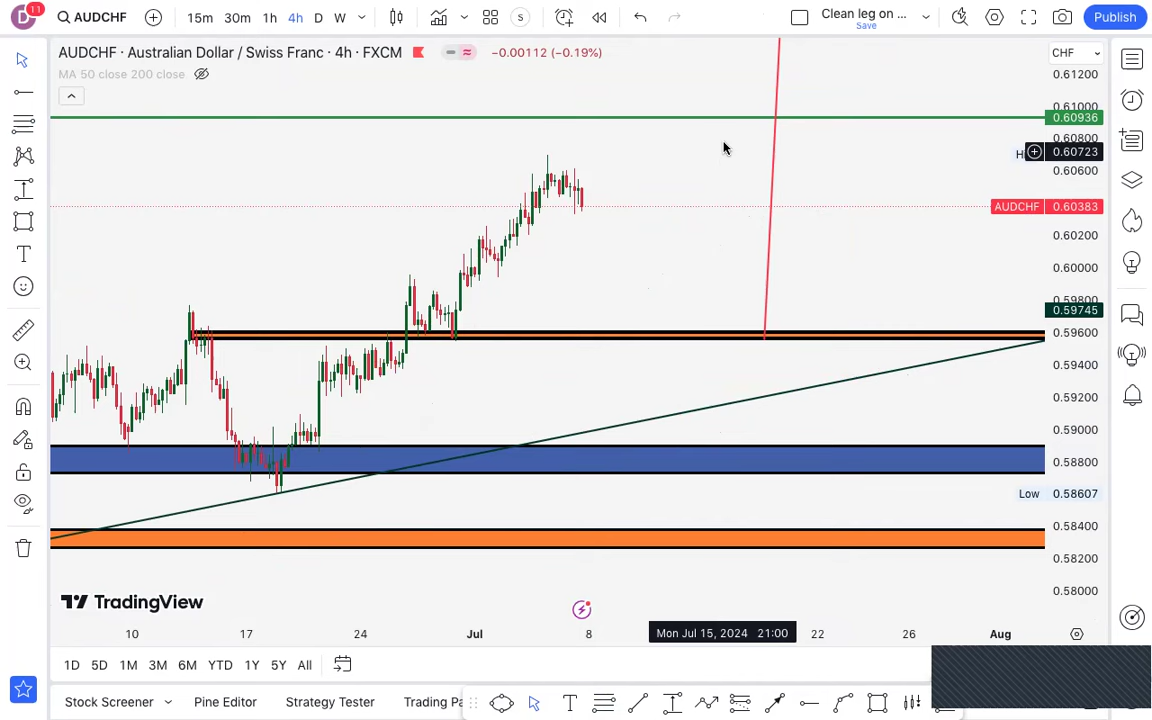 D 11 AUDCHF 15m 30m 1h 4h D W S Clean leg on ... Save Publish
AUDCHF · Australian Dollar / Swiss Franc · 4h · FXCM −0.00112 (−0.19%) CHF
MA 50 close 200 close
0.61200
0.61000
0.60936
0.60800
H 0.60723
0.60600
AUDCHF 0.60383
0.60200
0.60000
0.59800
0.59745
0.59600
0.59400
0.59200
0.59000
0.58800
Low 0.58607
0.58400
0.58200
0.58000
TradingView
10 17 24 Jul 8 Mon Jul 15, 2024 21:00 22 26 Aug
1D 5D 1M 3M 6M YTD 1Y 5Y All
Stock Screener Pine Editor Strategy Tester Trading Pa